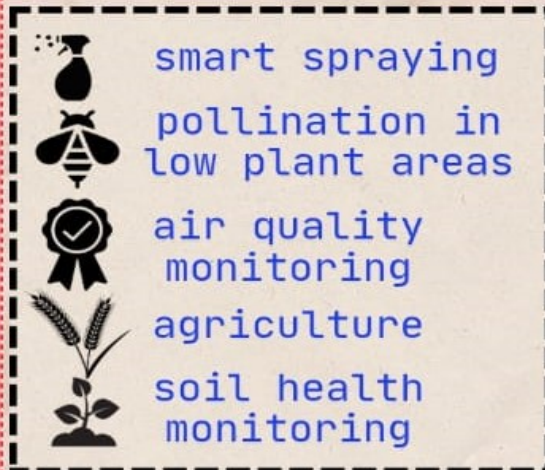 smart spraying
pollination in
low plant areas
air quality
monitoring
agriculture
soil health
monitoring